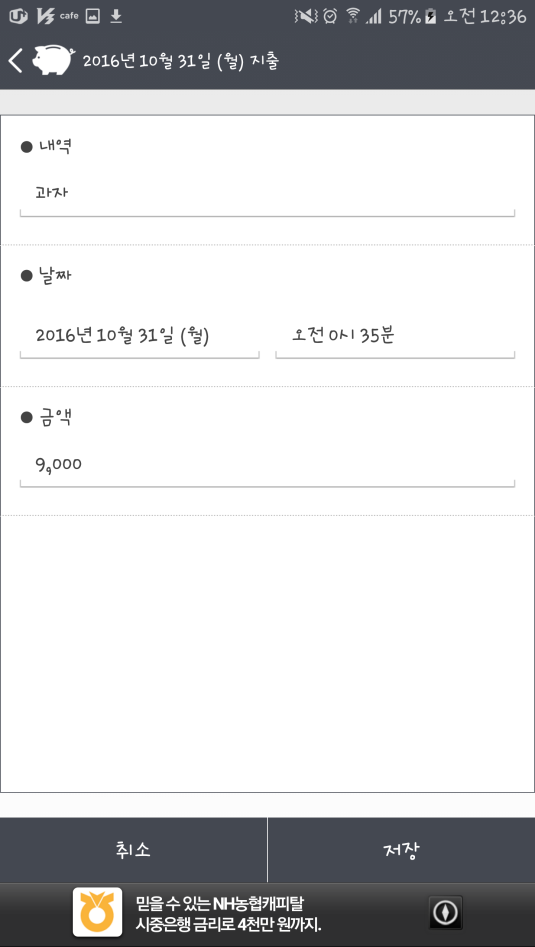 cafe 57% 오전 12:36
2016년 10월 31일 (월) 지출
● 내역
과자
● 날짜
2016년 10월 31일 (월) 오전 0시 35분
● 금액
9,000
취소 저장
믿을 수 있는 NH농협캐피탈
시중은행 금리로 4천만 원까지.